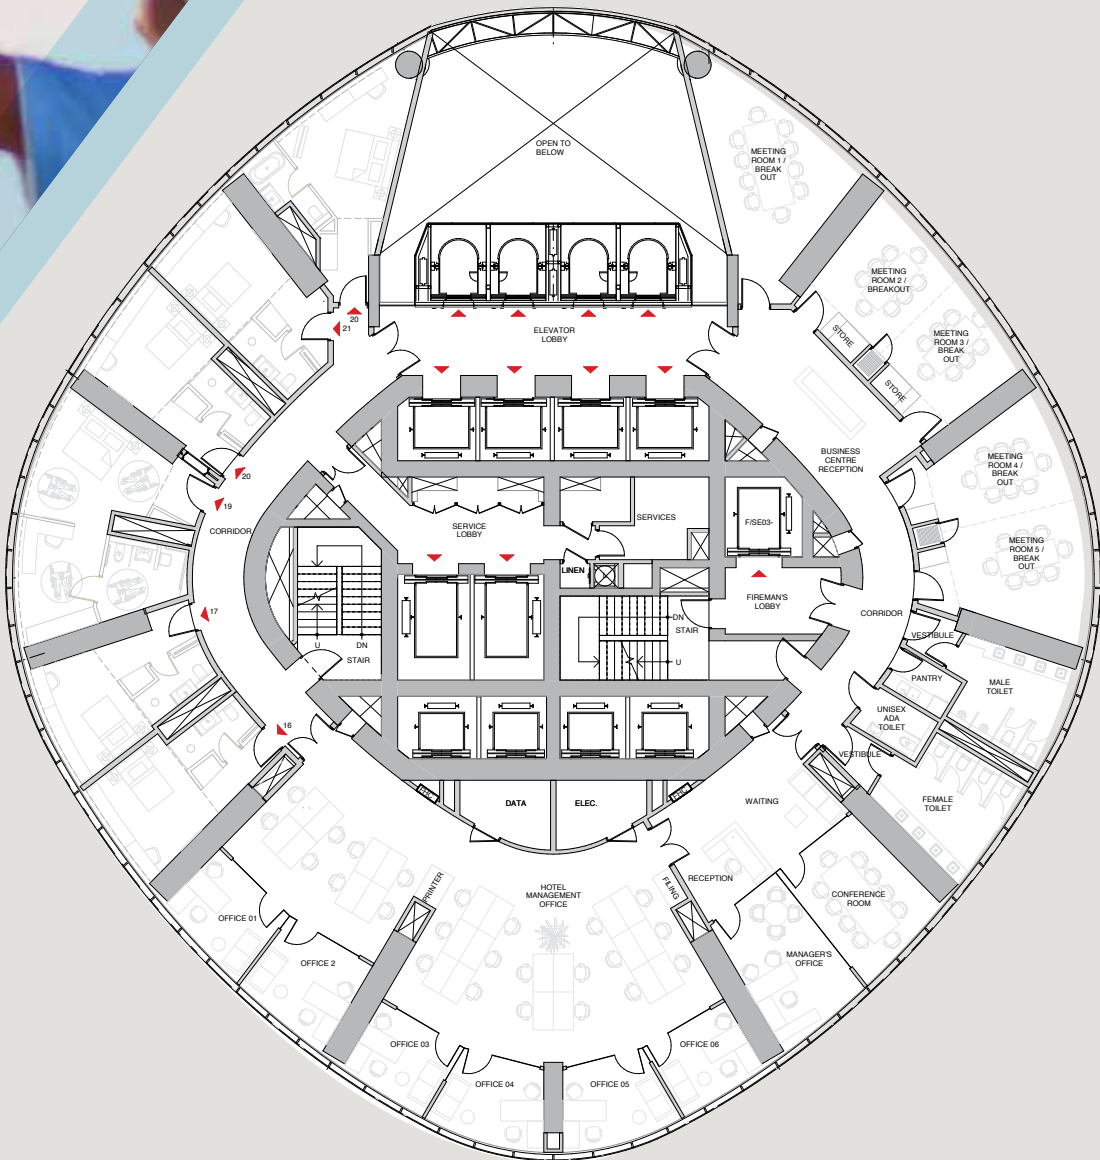 OPEN TO
BELOW
MEETING
ROOM 1 /
BREAK
OUT
MEETING
ROOM 2 /
BREAKOUT
MEETING
ROOM 3 /
BREAK
OUT
STORE
STORE
20
21
ELEVATOR
LOBBY
BUSINESS
CENTRE
RECEPTION
MEETING
ROOM 4 /
BREAK
OUT
20
19
CORRIDOR
SERVICE
LOBBY
SERVICES
F/SE03-
MEETING
ROOM 5 /
BREAK
OUT
LINEN
17
FIREMAN'S
LOBBY
CORRIDOR
DN
STAIR
U
U
DN
STAIR
VESTIBULE
PANTRY
MALE
TOILET
UNISEX
ADA
TOILET
16
VESTIBULE
FEMALE
TOILET
DATA
ELEC.
WAITING
PRINTER
HOTEL
MANAGEMENT
OFFICE
FILING
RECEPTION
CONFERENCE
ROOM
OFFICE 01
OFFICE 2
MANAGER'S
OFFICE
OFFICE 03
OFFICE 04
OFFICE 05
OFFICE 06